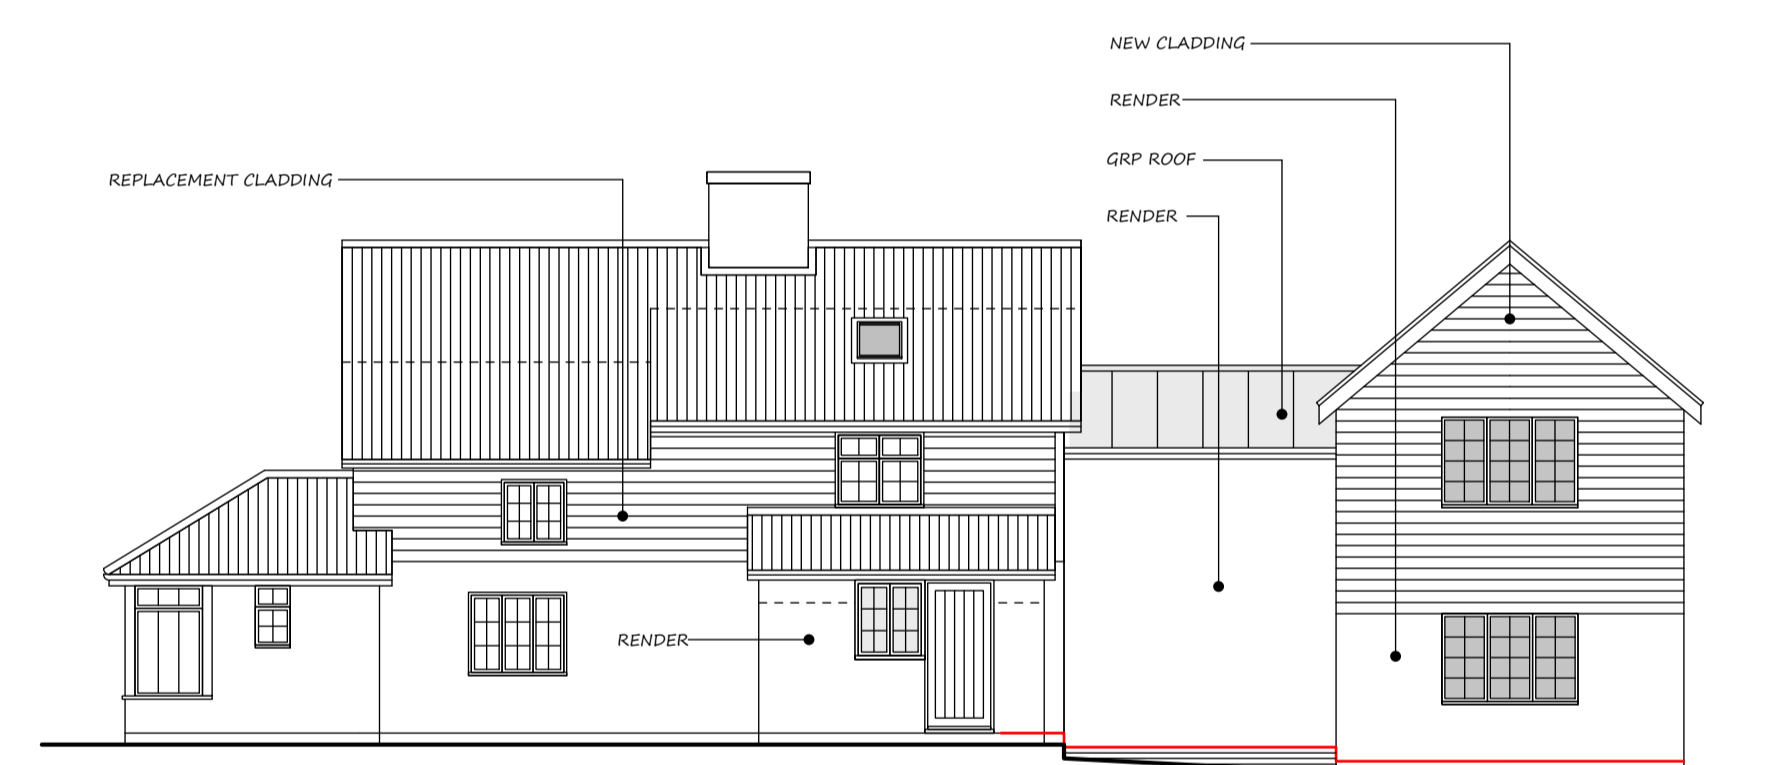 NEW CLADDING
RENDER
GRP ROOF
REPLACEMENT CLADDING
RENDER
RENDER